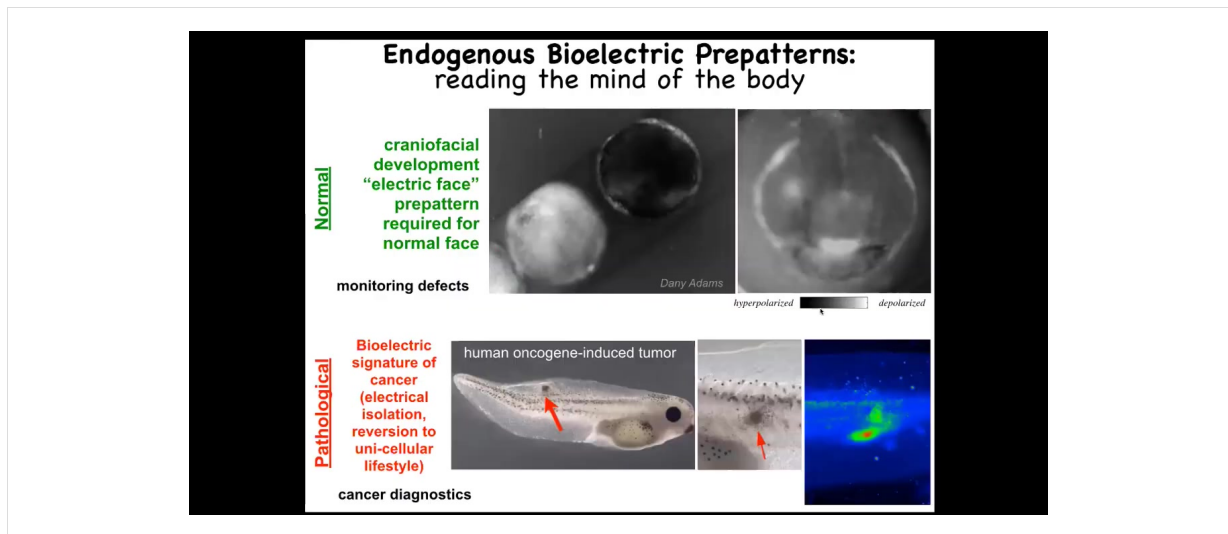 Endogenous Bioelectric Prepatterns:
reading the mind of the body
Normal
craniofacial
development
“electric face”
prepattern
required for
normal face
monitoring defects
Dany Adams
hyperpolarized
depolarized
Pathological
Bioelectric
signature of
cancer
(electrical
isolation,
reversion to
uni-cellular
lifestyle)
cancer diagnostics
human oncogene-induced tumor